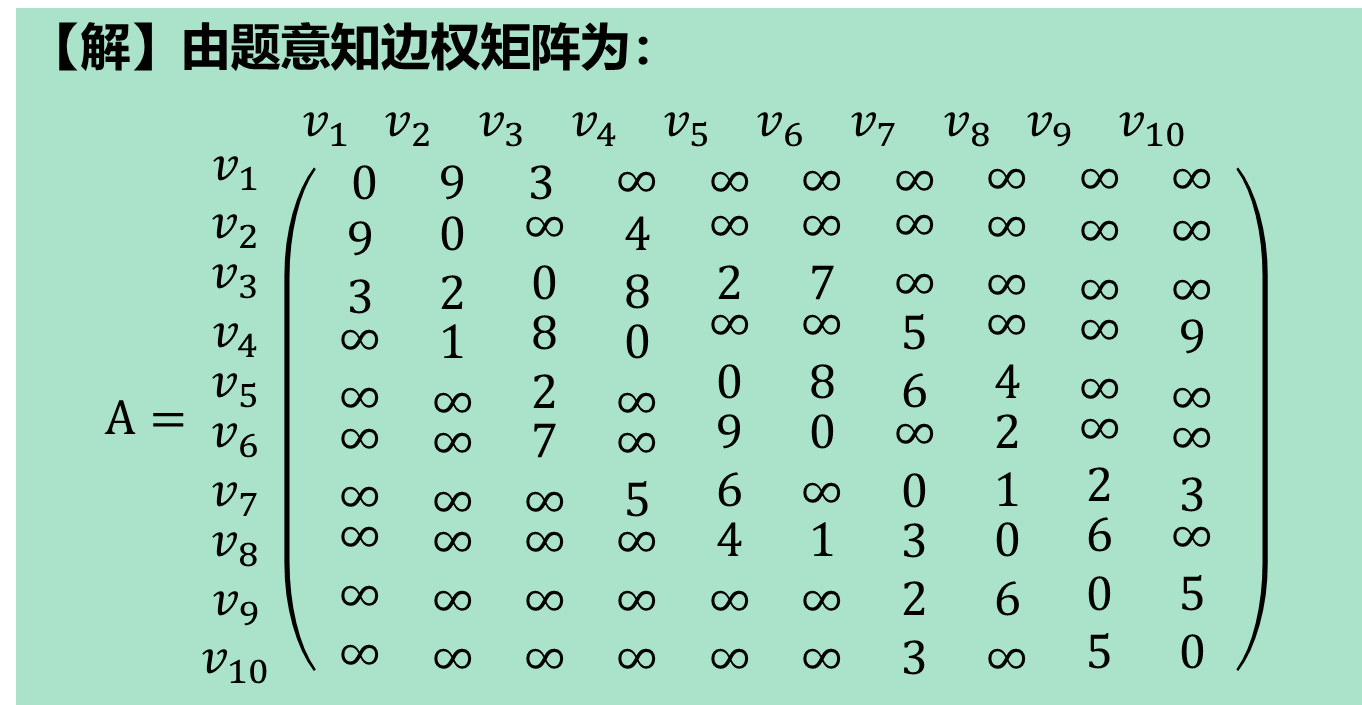 【解】由题意知边权矩阵为：
v₁ v₂ v₃ v₄ v₅ v₆ v₇ v₈ v₉ v₁₀
v₁ 0 9 3 ∞ ∞ ∞ ∞ ∞ ∞ ∞
v₂ 9 0 ∞ 4 ∞ ∞ ∞ ∞ ∞ ∞
v₃ 3 2 0 8 2 7 ∞ ∞ ∞ ∞
v₄ ∞ 1 8 0 ∞ ∞ 5 ∞ ∞ 9
v₅ ∞ ∞ 2 ∞ 0 8 6 4 ∞ ∞
A =
v₆ ∞ ∞ 7 ∞ 9 0 ∞ 2 ∞ ∞
v₇ ∞ ∞ ∞ 5 6 ∞ 0 1 2 3
v₈ ∞ ∞ ∞ ∞ 4 1 3 0 6 ∞
v₉ ∞ ∞ ∞ ∞ ∞ ∞ 2 6 0 5
v₁₀ ∞ ∞ ∞ ∞ ∞ ∞ 3 ∞ 5 0